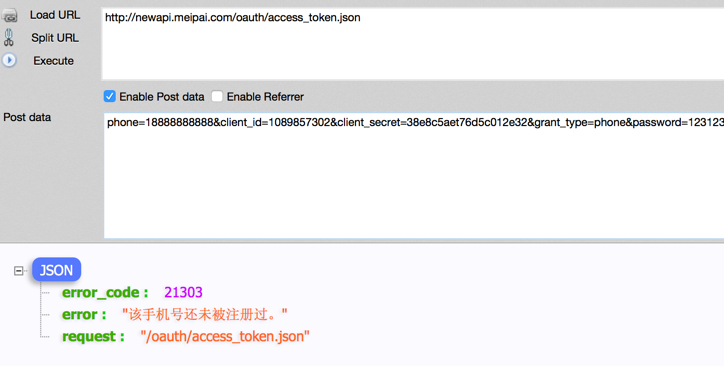 Load URL
http://newapi.meipai.com/oauth/access_token.json
Split URL
Execute
Enable Post data Enable Referrer
Post data
phone=18888888888&client_id=1089857302&client_secret=38e8c5aet76d5c012e32&grant_type=phone&password=123123
JSON
error_code : 21303
error : "该手机号还未被注册过。"
request : "/oauth/access_token.json"